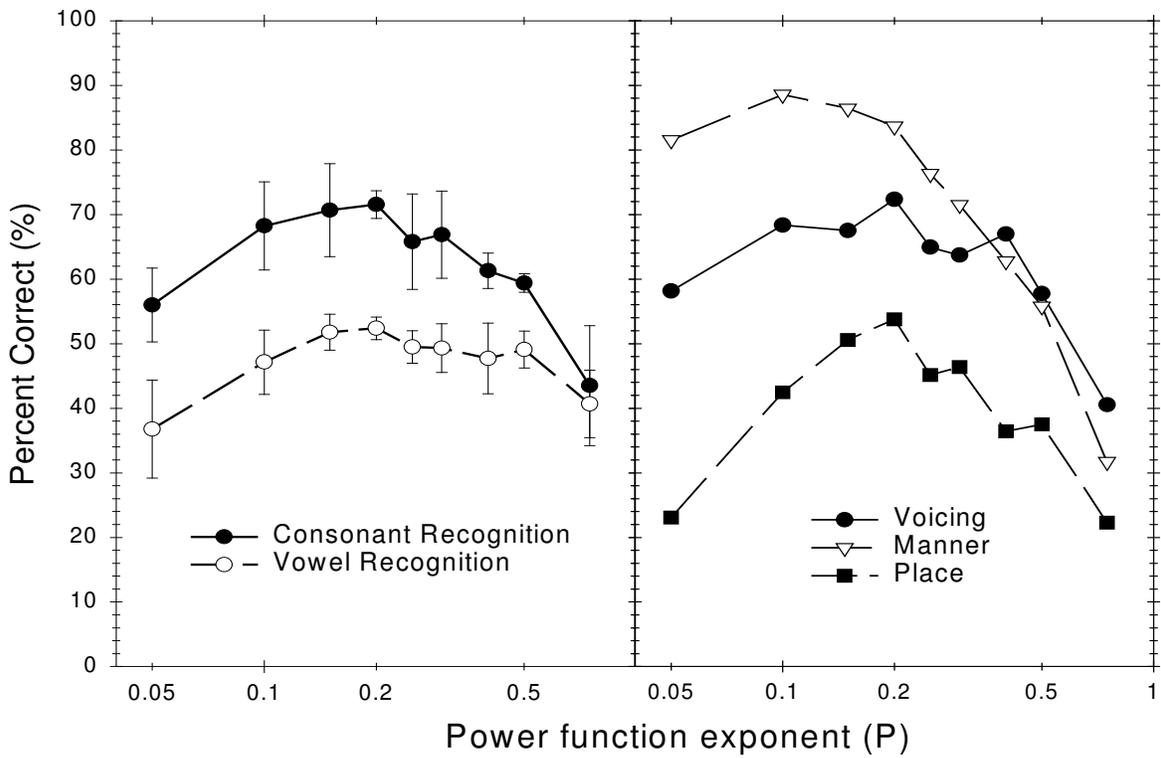 100
90
80
70
60
50
40
30
20
10
0
Percent Correct (%)
Consonant Recognition
Vowel Recognition
Voicing
Manner
Place
0.05 0.1 0.2 0.5
0.05 0.1 0.2 0.5 1
Power function exponent (P)